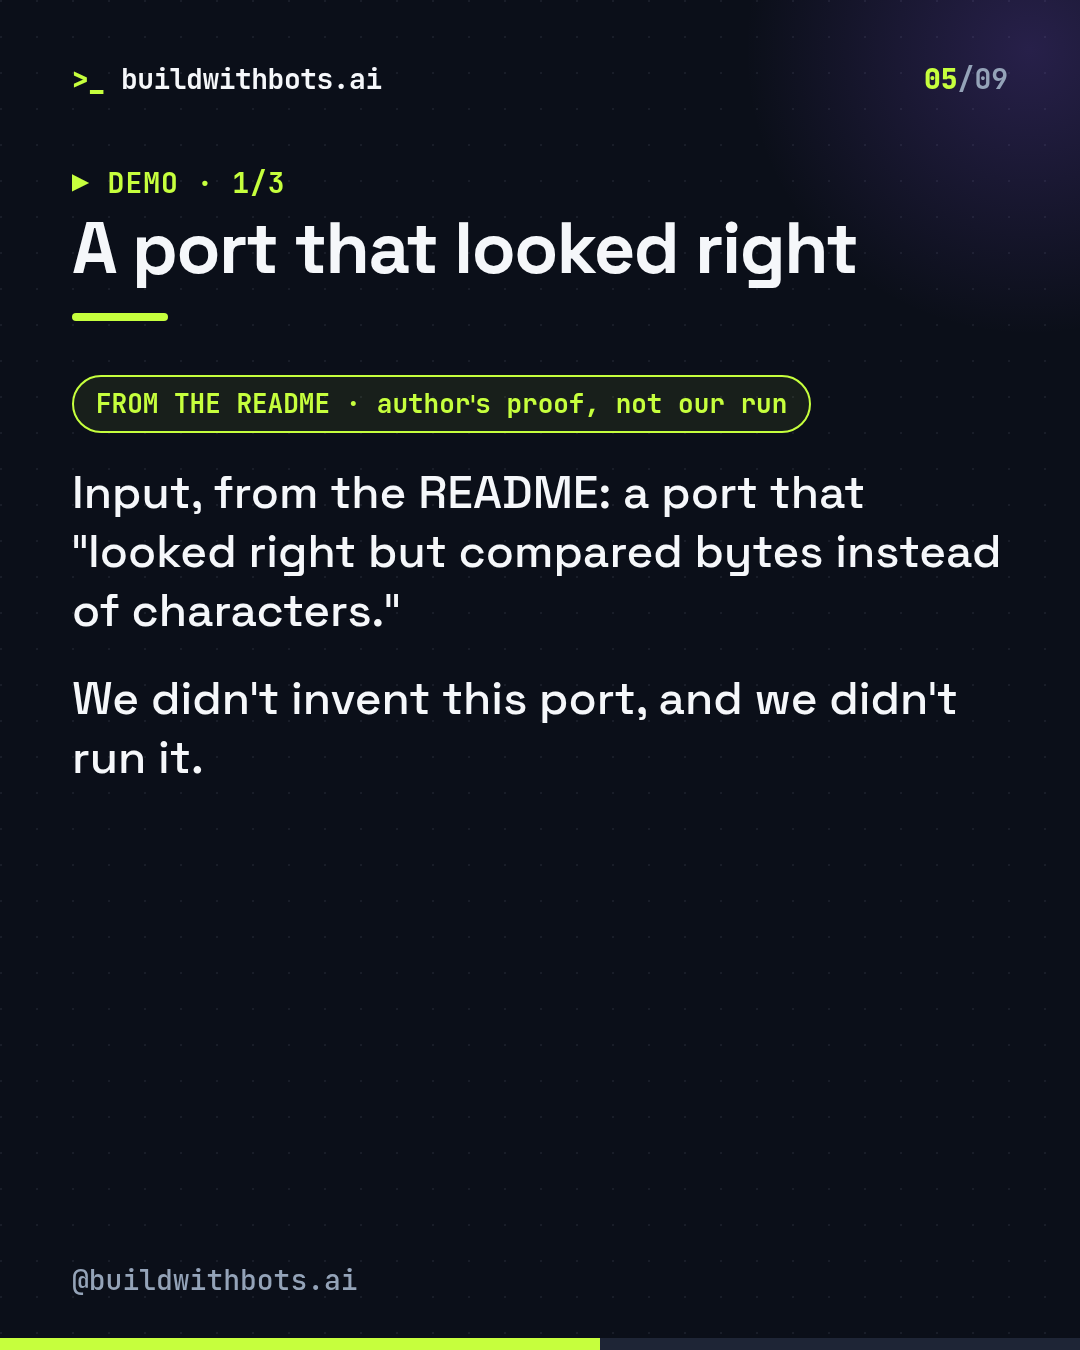 >_ buildwithbots.ai
05/09
▶ DEMO · 1/3
A port that looked right
FROM THE README · author's proof, not our run
Input, from the README: a port that
"looked right but compared bytes instead
of characters."
We didn't invent this port, and we didn't
run it.
@buildwithbots.ai